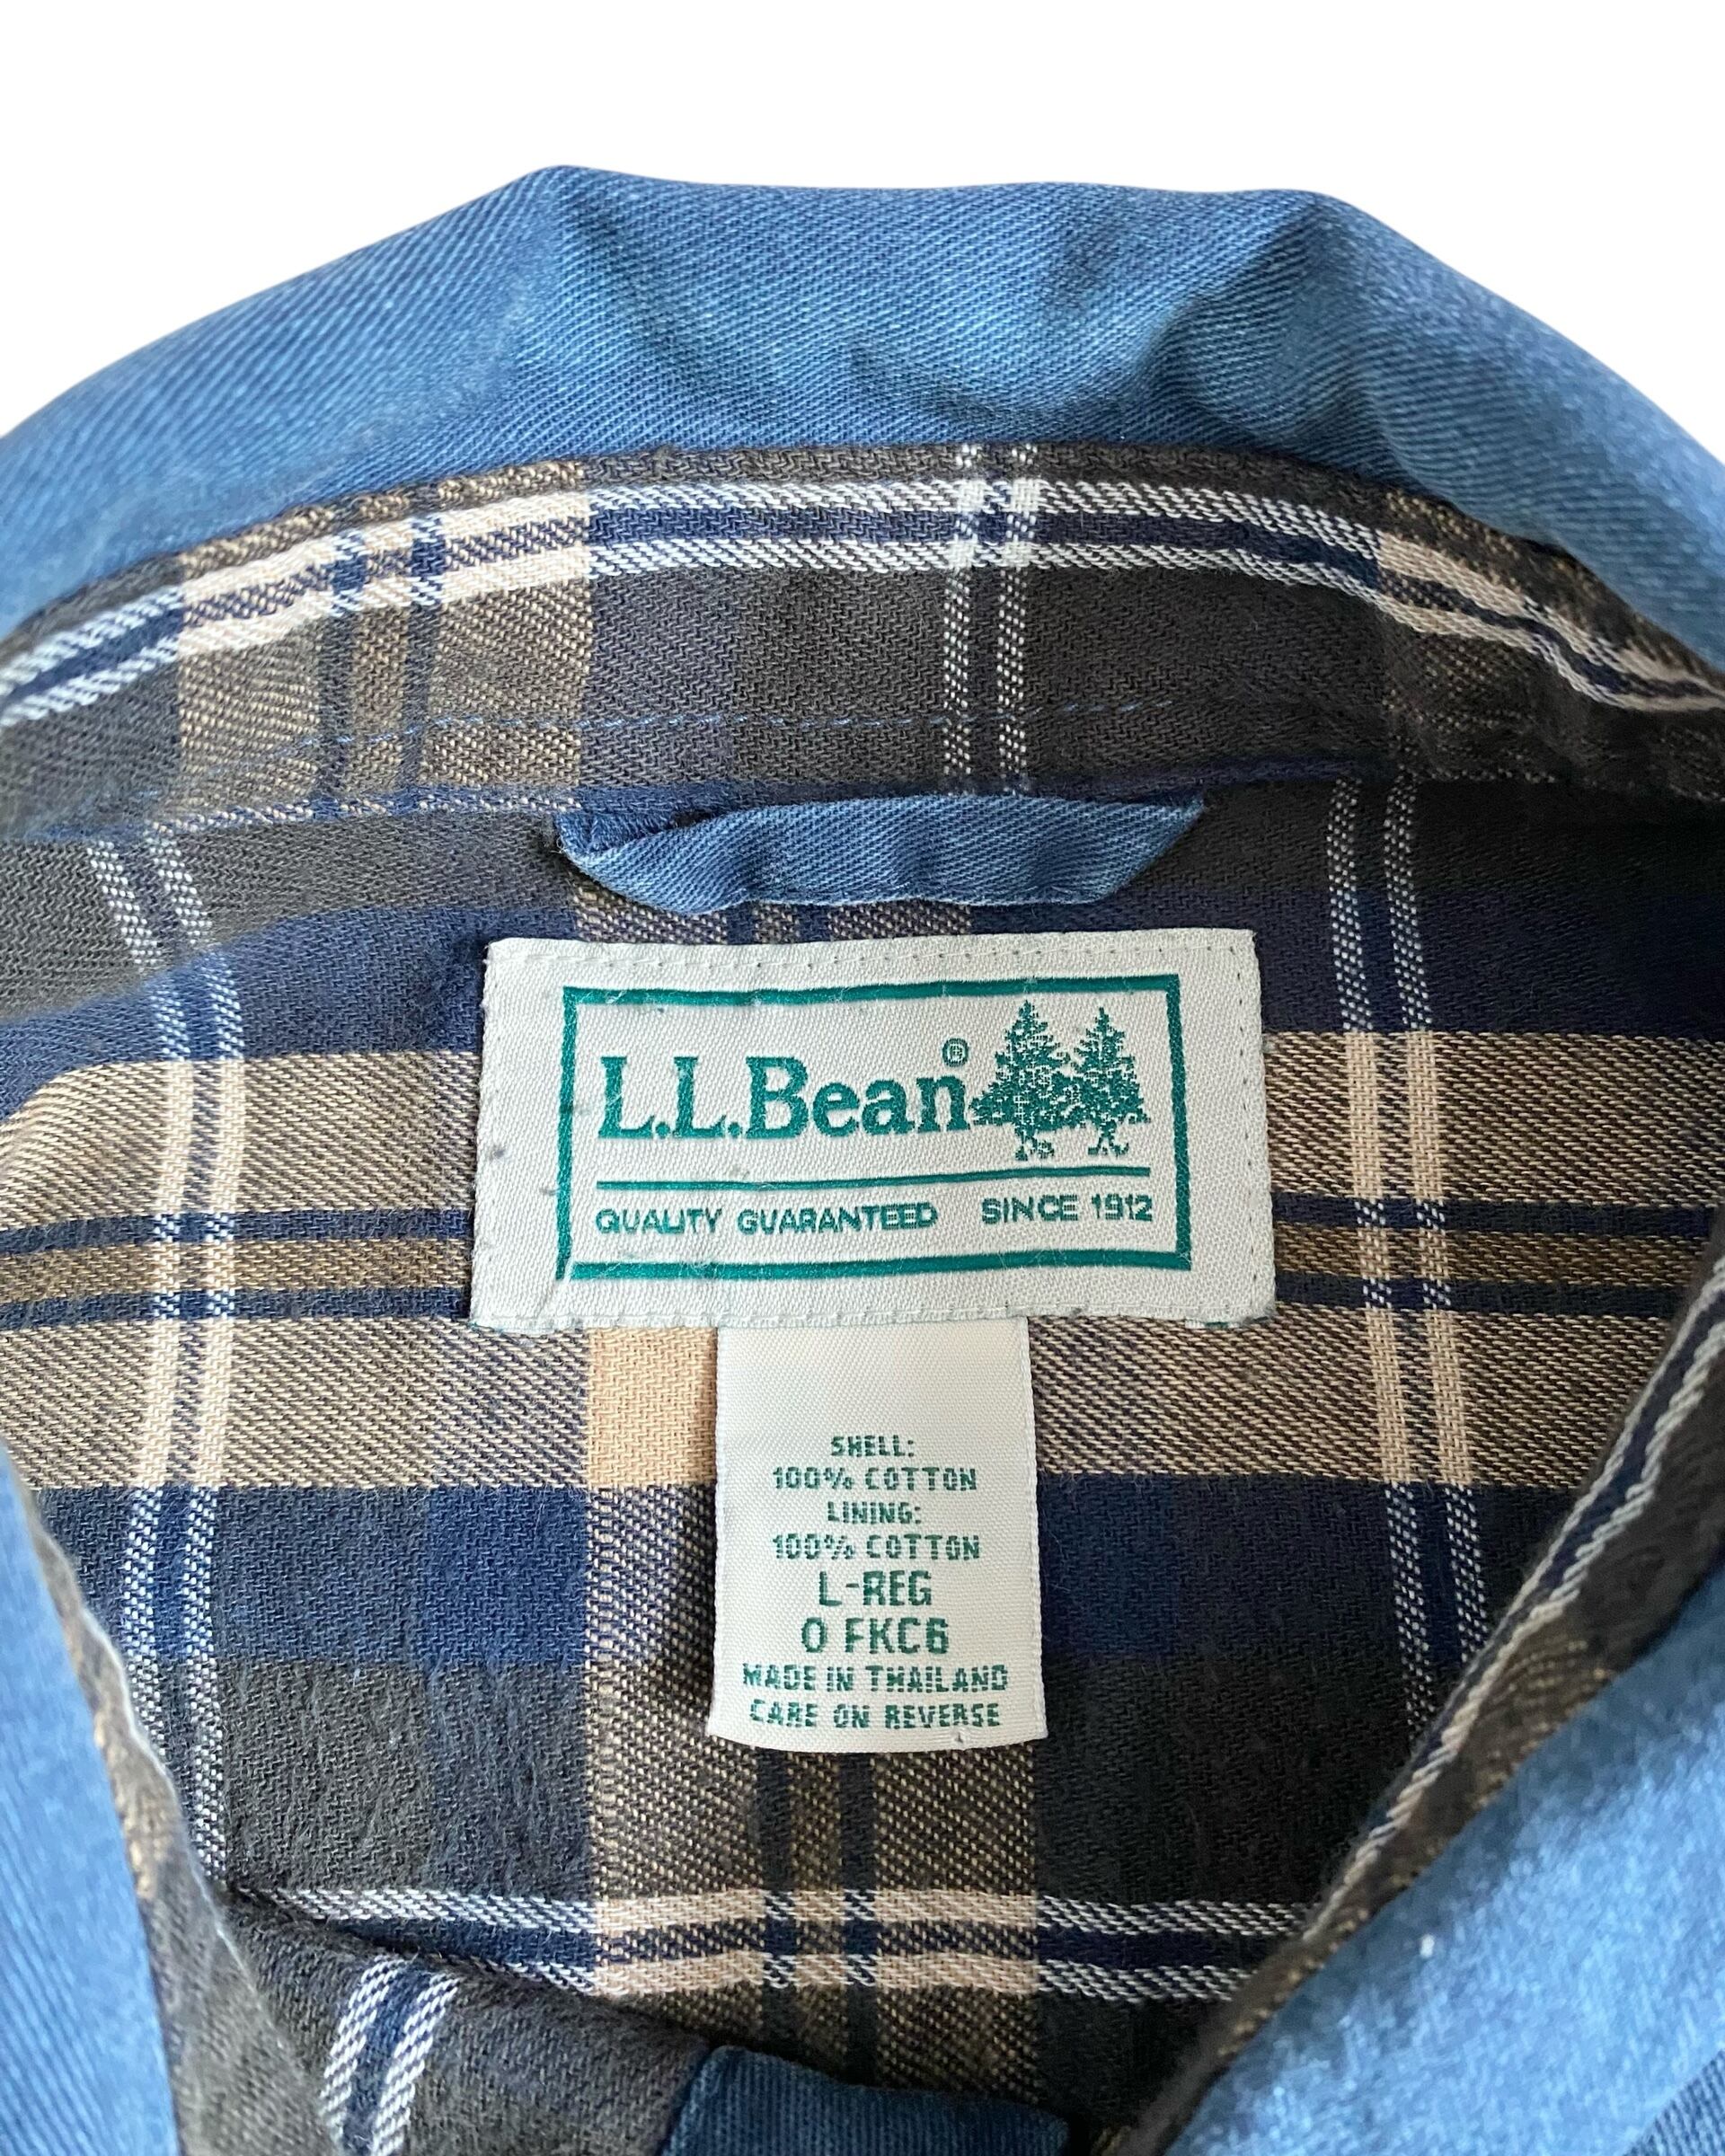 L.L.Bean®
QUALITY GUARANTEED SINCE 1912
SHELL:
100% COTTON
LINING:
100% COTTON
L-REG
0 FKC6
MADE IN THAILAND
CARE ON REVERSE